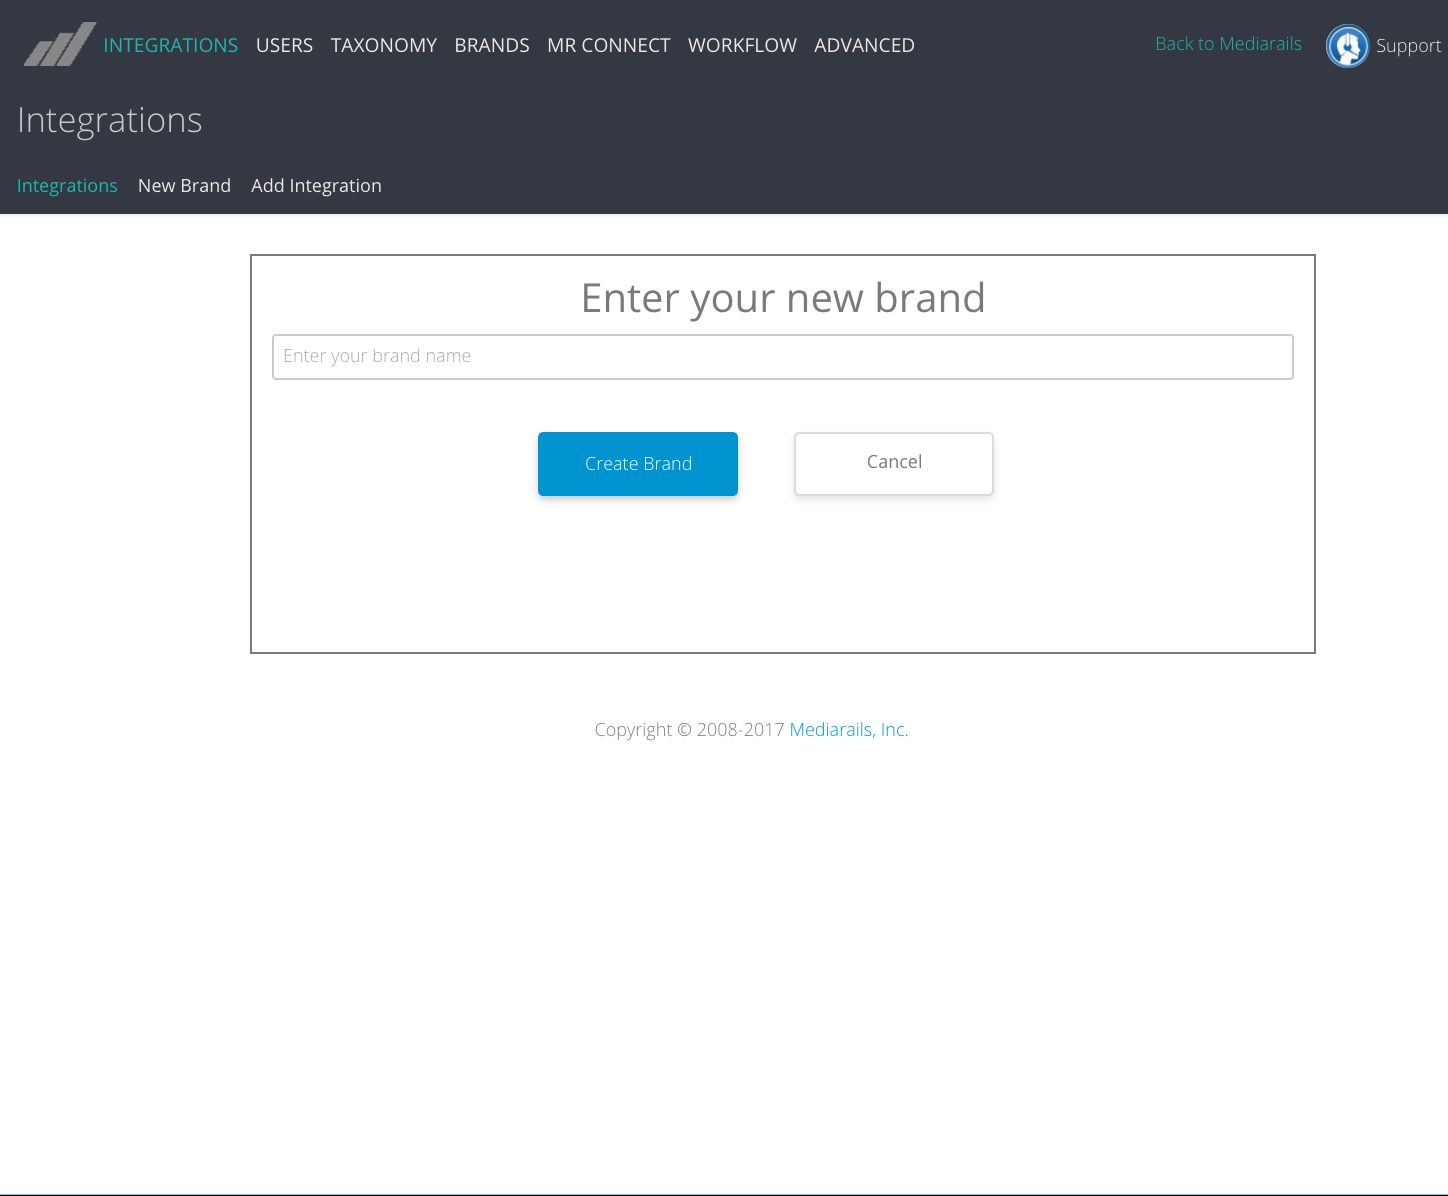 INTEGRATIONS USERS TAXONOMY BRANDS MR CONNECT WORKFLOW ADVANCED Back to Mediarails Support
Integrations
Integrations New Brand Add Integration
Enter your new brand
Enter your brand name
Create Brand Cancel
Copyright © 2008-2017 Mediarails, Inc.